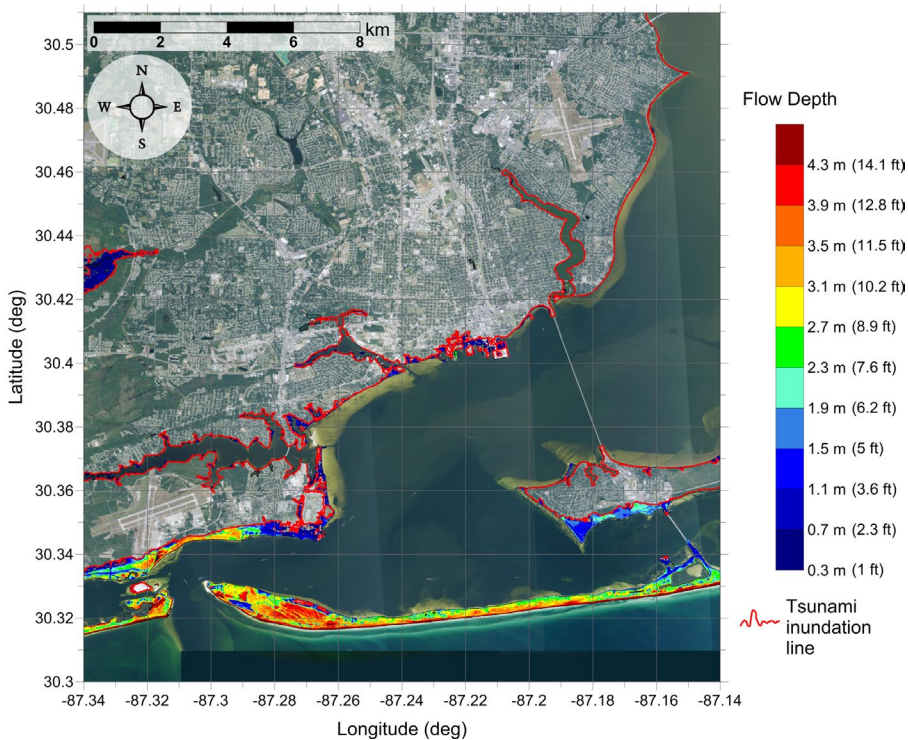 km
0 2 4 6 8
N
W E
S
30.5
30.48
30.46
30.44
30.42
30.4
30.38
30.36
30.34
30.32
30.3
Latitude (deg)
-87.34 -87.32 -87.3 -87.28 -87.26 -87.24 -87.22 -87.2 -87.18 -87.16 -87.14
Longitude (deg)
Flow Depth
4.3 m (14.1 ft)
3.9 m (12.8 ft)
3.5 m (11.5 ft)
3.1 m (10.2 ft)
2.7 m (8.9 ft)
2.3 m (7.6 ft)
1.9 m (6.2 ft)
1.5 m (5 ft)
1.1 m (3.6 ft)
0.7 m (2.3 ft)
0.3 m (1 ft)
Tsunami
inundation
line